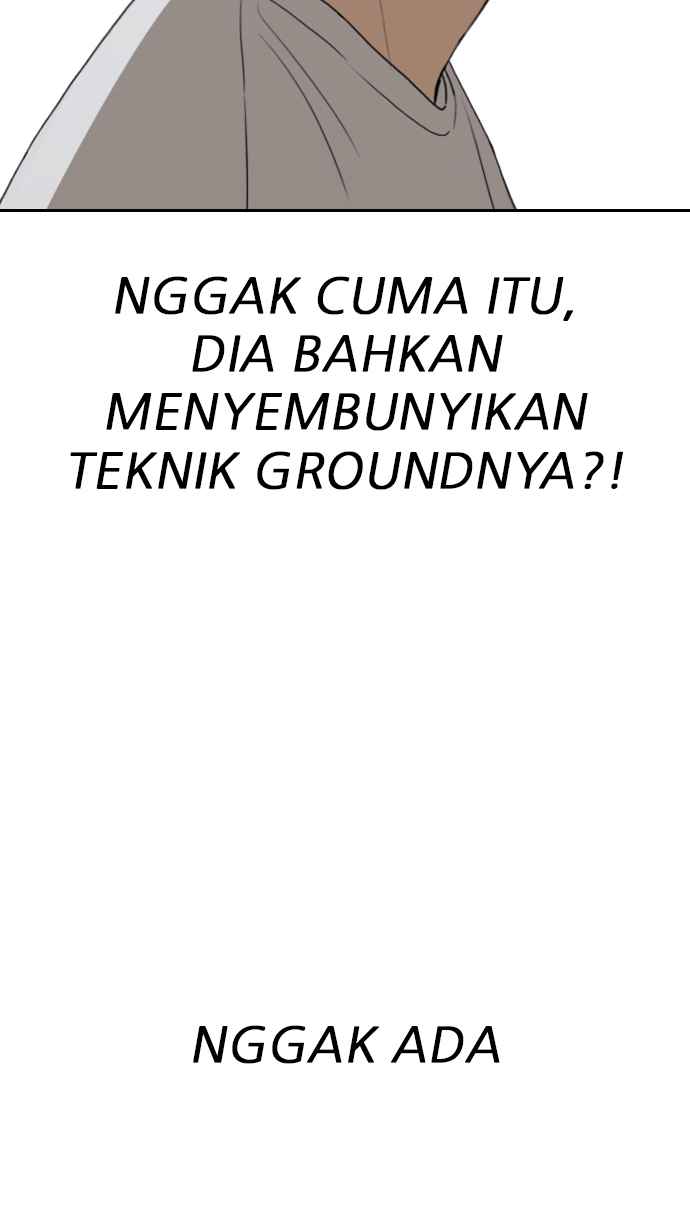 NGGAK CUMA ITU,
DIA BAHKAN
MENYEMBUNYIKAN
TEKNIK GROUNDNYA?!
NGGAK ADA